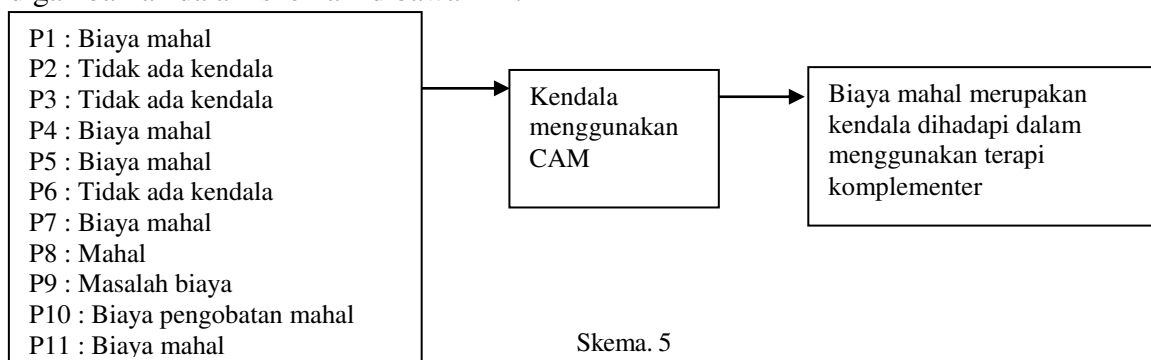 P1 : Biaya mahal
P2 : Tidak ada kendala
P3 : Tidak ada kendala
P4 : Biaya mahal
P5 : Biaya mahal
P6 : Tidak ada kendala
P7 : Biaya mahal
P8 : Mahal
P9 : Masalah biaya
P10 : Biaya pengobatan mahal
P11 : Biaya mahal
Kendala
menggunakan
CAM
Biaya mahal merupakan
kendala dihadapi dalam
menggunakan terapi
komplementer
Skema. 5